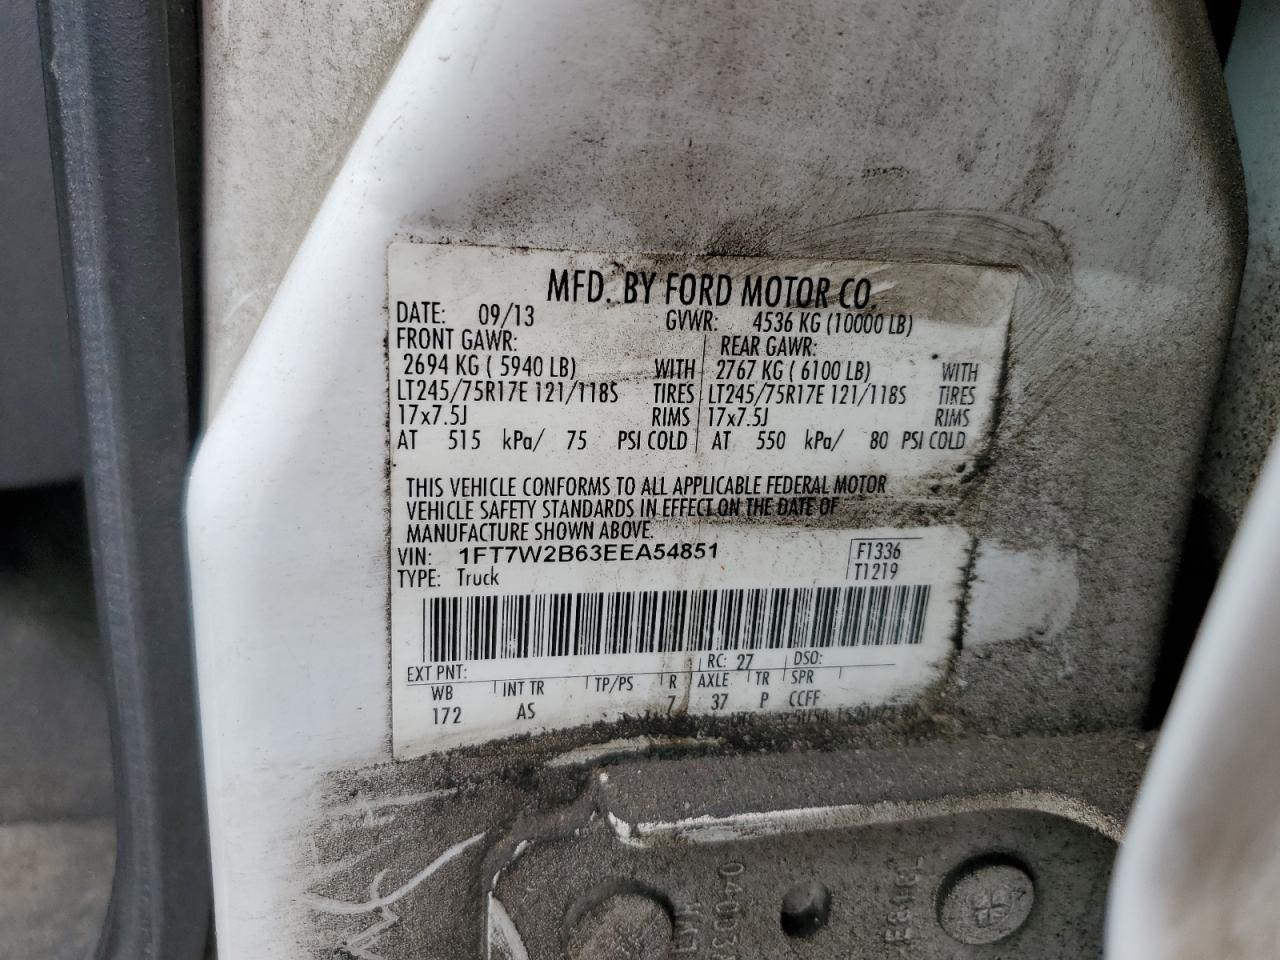 MFD. BY FORD MOTOR CO.
DATE: 09/13 GVWR: 4536 KG (10000 LB)
FRONT GAWR: REAR GAWR:
2694 KG ( 5940 LB) WITH 2767 KG ( 6100 LB) WITH
LT245/75R17E 121/118S TIRES LT245/75R17E 121/118S TIRES
17x7.5J RIMS 17x7.5J RIMS
AT 515 kPa/ 75 PSI COLD AT 550 kPa/ 80 PSI COLD
THIS VEHICLE CONFORMS TO ALL APPLICABLE FEDERAL MOTOR
VEHICLE SAFETY STANDARDS IN EFFECT ON THE DATE OF
MANUFACTURE SHOWN ABOVE.
VIN: 1FT7W2B63EEA54851 F1336
TYPE: Truck T1219
EXT PNT: RC: 27 DSO:
WB INT TR TP/PS R AXLE TR SPR
172 AS 7 37 P CCFF